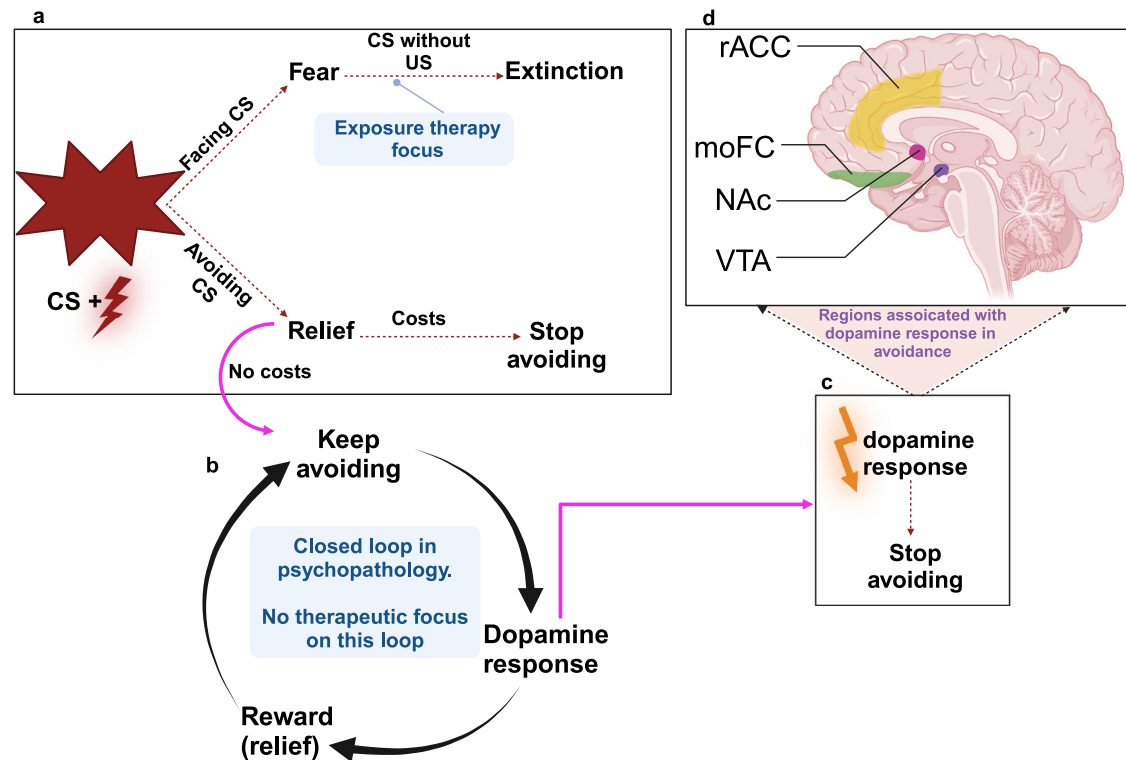 a
CS without
US
Fear
Extinction
Facing CS
Exposure therapy
focus
Avoiding
CS
CS +
Relief
Costs
Stop
avoiding
No costs
b
Keep
avoiding
Closed loop in
psychopathology.
No therapeutic focus
on this loop
Dopamine
response
Reward
(relief)
d
rACC
moFC
NAc
VTA
Regions assoicated with
dopamine response in
avoidance
c
dopamine
response
Stop
avoiding